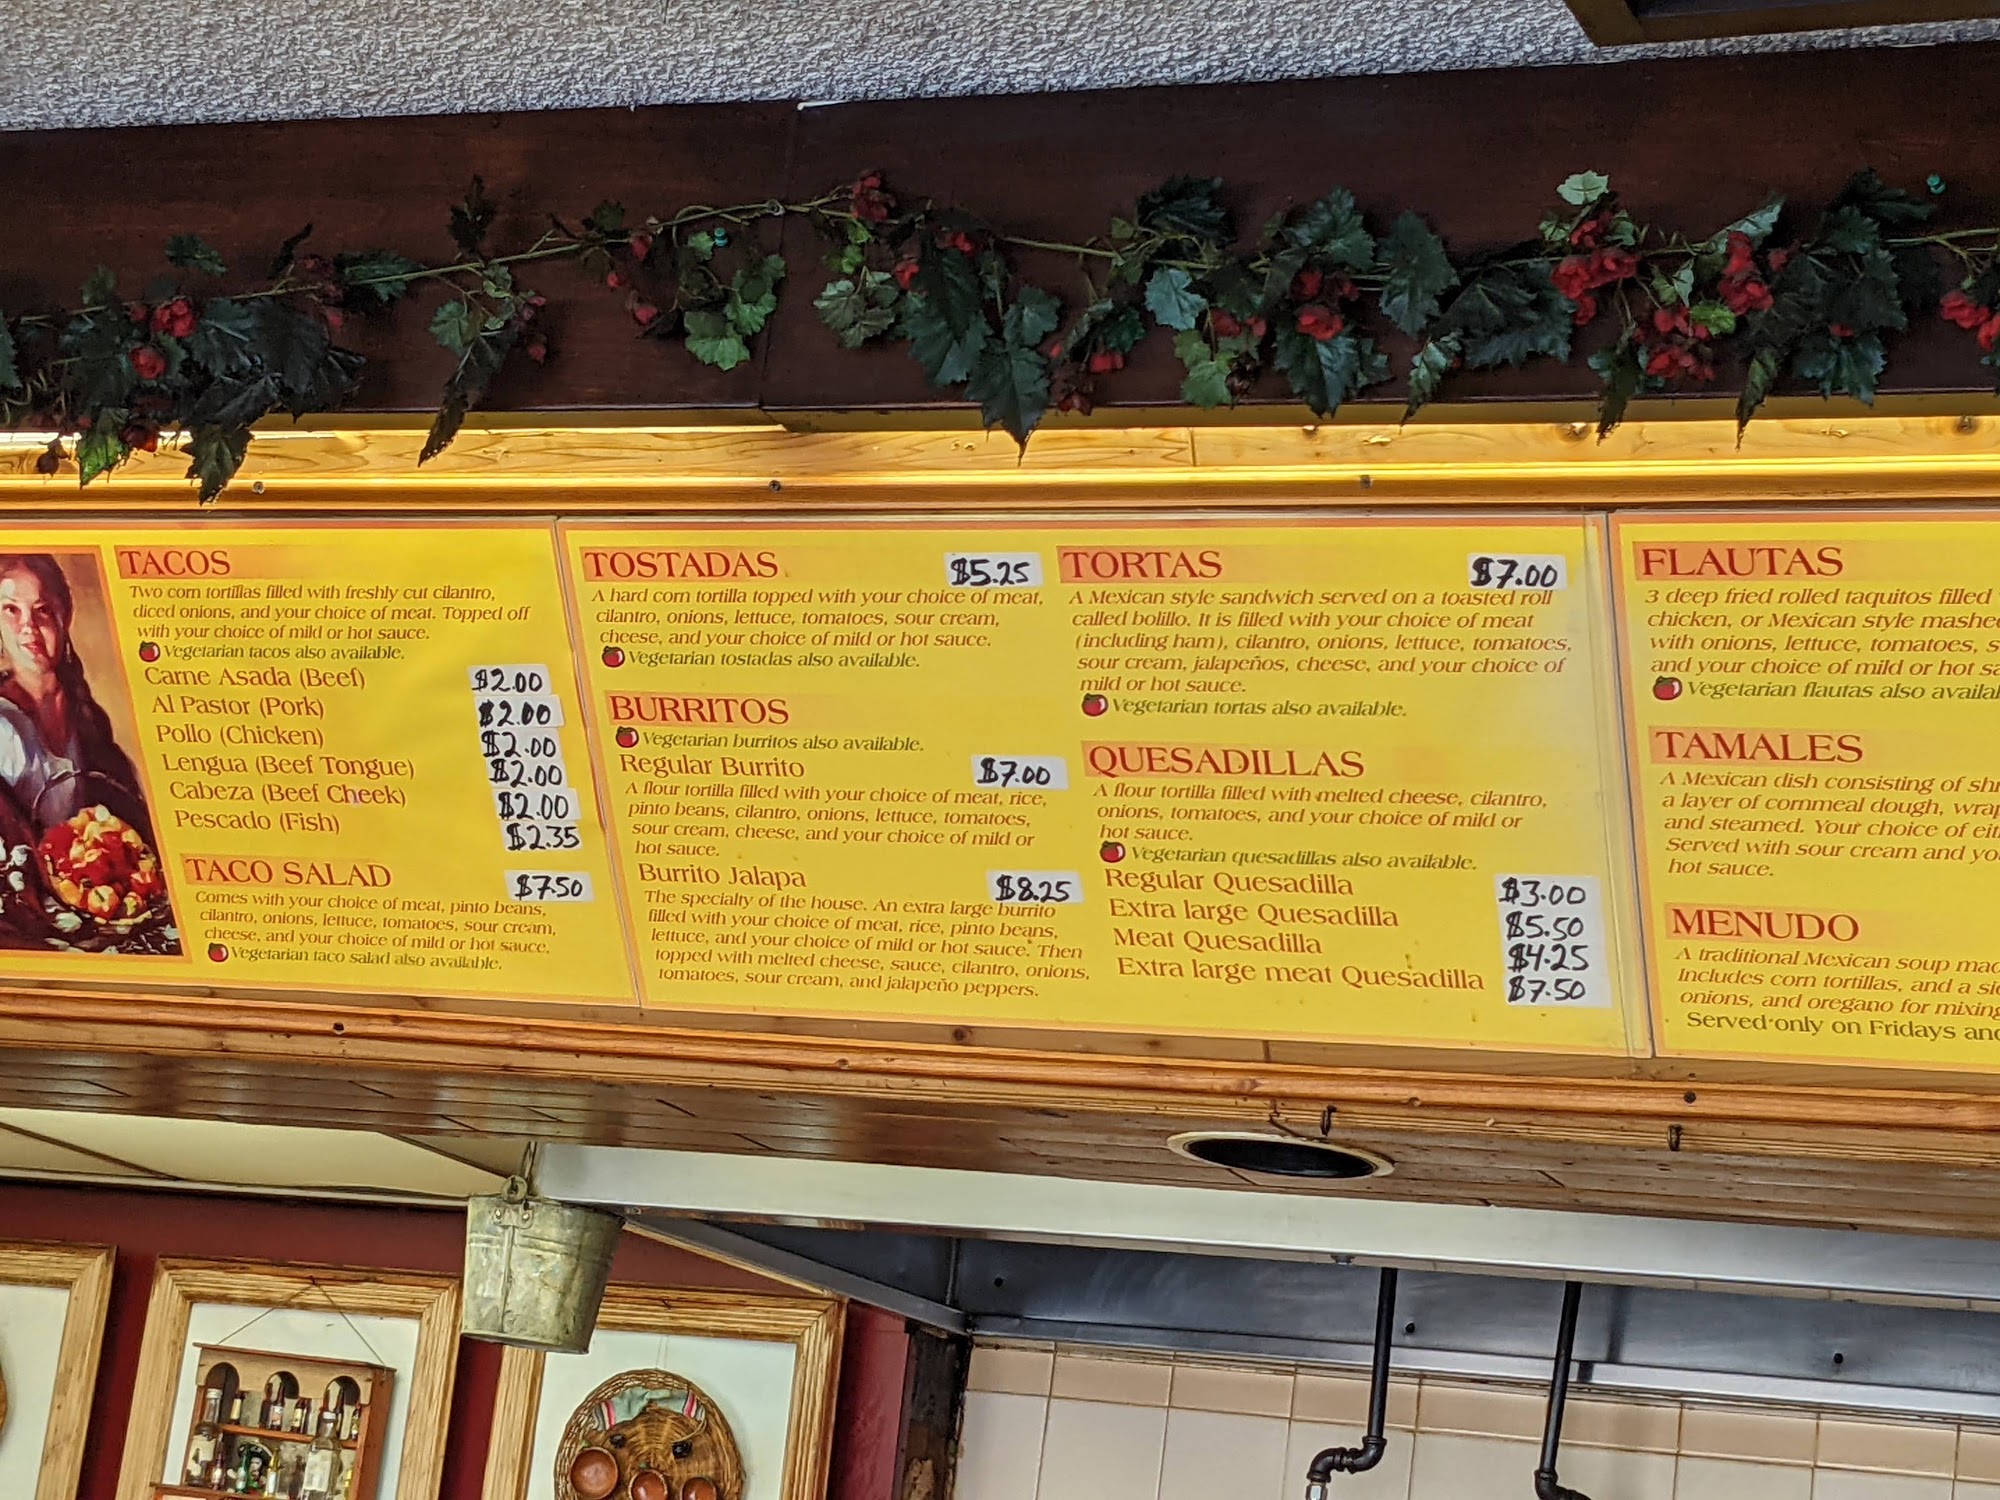 TACOS
Two corn tortillas filled with freshly cut cilantro,
diced onions, and your choice of meat. Topped off
with your choice of mild or hot sauce.
Vegetarian tacos also available.
Carne Asada (Beef) $2.00
Al Pastor (Pork) $2.00
Pollo (Chicken) $2.00
Lengua (Beef Tongue) $2.00
Cabeza (Beef Cheek) $2.00
Pescado (Fish) $2.35
TACO SALAD $7.50
Comes with your choice of meat, pinto beans,
cilantro, onions, lettuce, tomatoes, sour cream,
cheese, and your choice of mild or hot sauce.
Vegetarian taco salad also available.
TOSTADAS $5.25
A hard corn tortilla topped with your choice of meat,
cilantro, onions, lettuce, tomatoes, sour cream,
cheese, and your choice of mild or hot sauce.
Vegetarian tostadas also available.
BURRITOS
Vegetarian burritos also available.
Regular Burrito $7.00
A flour tortilla filled with your choice of meat, rice,
pinto beans, cilantro, onions, lettuce, tomatoes,
sour cream, cheese, and your choice of mild or
hot sauce.
Burrito Jalapa $8.25
The specialty of the house. An extra large burrito
filled with your choice of meat, rice, pinto beans,
lettuce, and your choice of mild or hot sauce. Then
topped with melted cheese, sauce, cilantro, onions,
tomatoes, sour cream, and jalapeño peppers.
TORTAS $7.00
A Mexican style sandwich served on a toasted roll
called bolillo. It is filled with your choice of meat
(including ham), cilantro, onions, lettuce, tomatoes,
sour cream, jalapeños, cheese, and your choice of
mild or hot sauce.
Vegetarian tortas also available.
QUESADILLAS
A flour tortilla filled with melted cheese, cilantro,
onions, tomatoes, and your choice of mild or
hot sauce.
Vegetarian quesadillas also available.
Regular Quesadilla $3.00
Extra large Quesadilla $5.50
Meat Quesadilla $4.25
Extra large meat Quesadilla $7.50
FLAUTAS
3 deep fried rolled taquitos filled
chicken, or Mexican style mashe
with onions, lettuce, tomatoes, s
and your choice of mild or hot sa
Vegetarian flautas also availa
TAMALES
A Mexican dish consisting of shr
a layer of cornmeal dough, wrap
and steamed. Your choice of eit
Served with sour cream and yo
hot sauce.
MENUDO
A traditional Mexican soup mad
Includes corn tortillas, and a sid
onions, and oregano for mixing
Served only on Fridays and